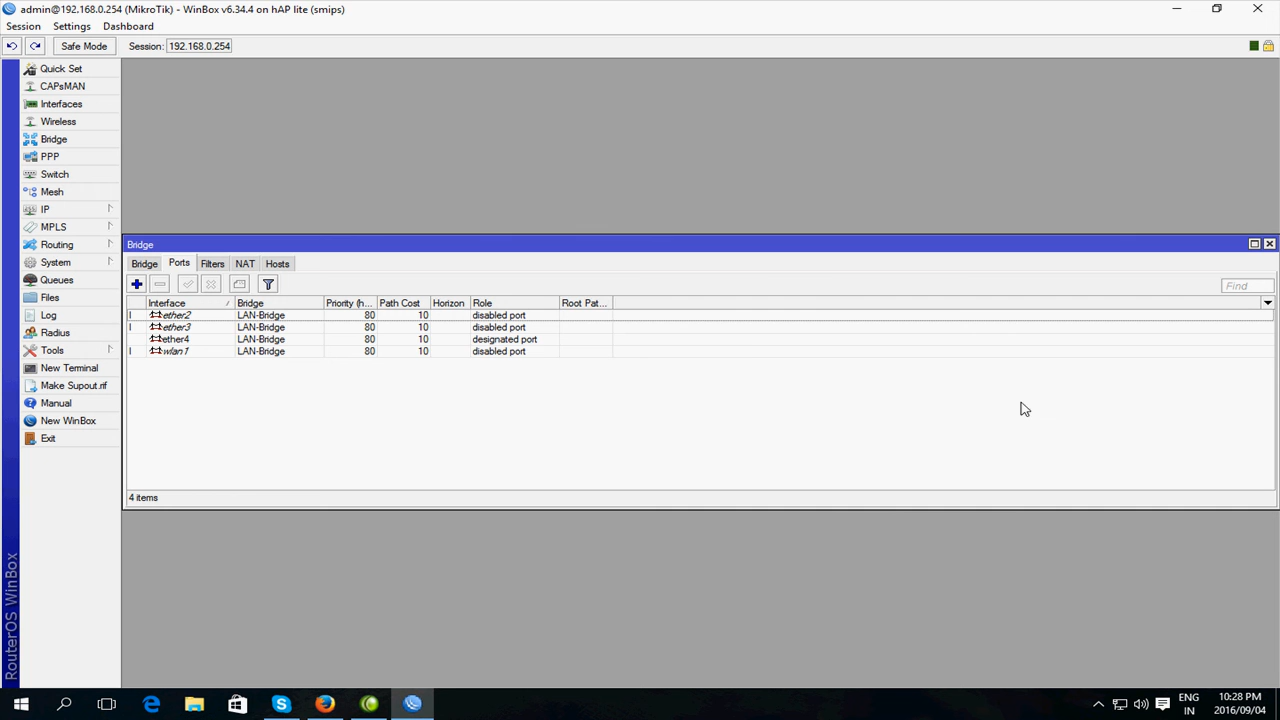 admin@192.168.0.254 (MikroTik) - WinBox v6.34.4 on hAP lite (smips)
Session Settings Dashboard
Safe Mode Session: 192.168.0.254
Quick Set
CAPsMAN
Interfaces
Wireless
Bridge
PPP
Switch
Mesh
IP
MPLS
Routing
System
Queues
Files
Log
Radius
Tools
New Terminal
Make Supout.rif
Manual
New WinBox
Exit
RouterOS WinBox
Bridge
Bridge Ports Filters NAT Hosts
Find
Interface Bridge Priority (h... Path Cost Horizon Role Root Pat...
I ether2 LAN-Bridge 80 10 disabled port
I ether3 LAN-Bridge 80 10 disabled port
ether4 LAN-Bridge 80 10 designated port
I wlan1 LAN-Bridge 80 10 disabled port
4 items
ENG
IN
10:28 PM
2016/09/04